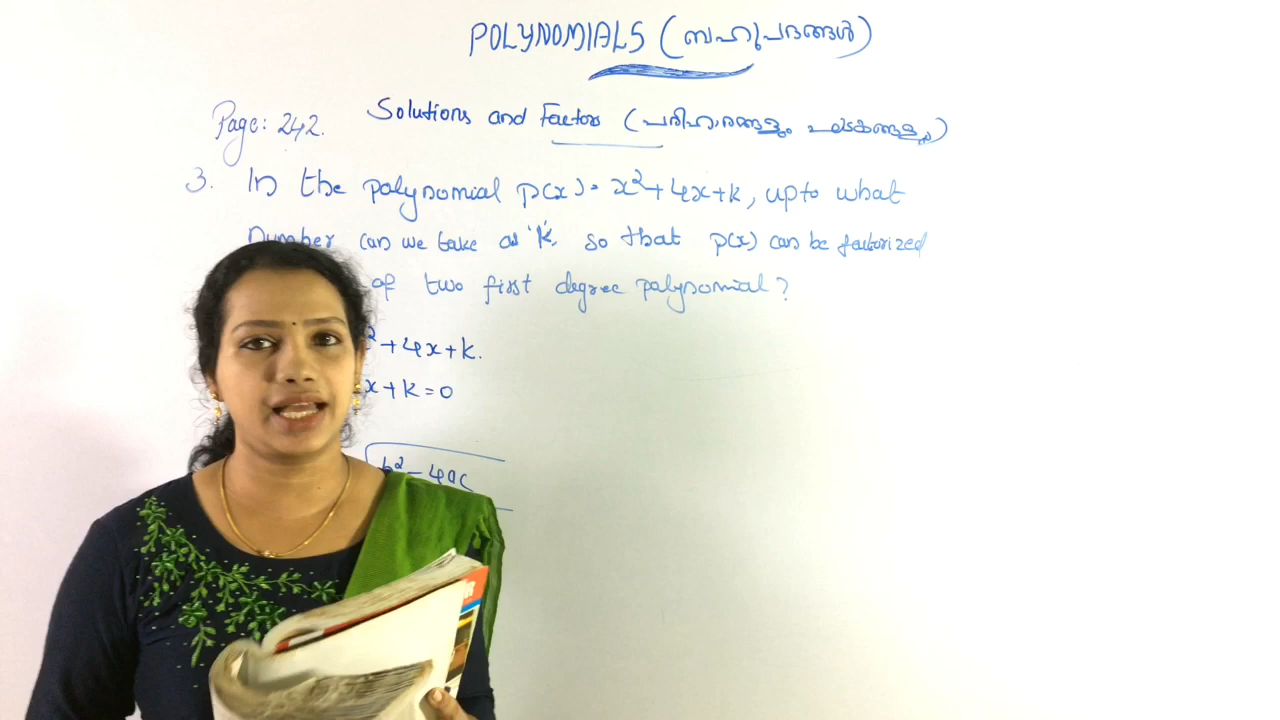 POLYNOMIALS (ബഹുപദങ്ങൾ)
Page: 242. Solutions and Factors (പരിഹാരങ്ങളും ഘടകങ്ങളും)
3. In the polynomial p(x) = x²+4x+k, upto what
Number can we take as 'k' so that p(x) can be factorized
of two first degree polynomial?
²+4x+k.
x+k=0
b²-4ac